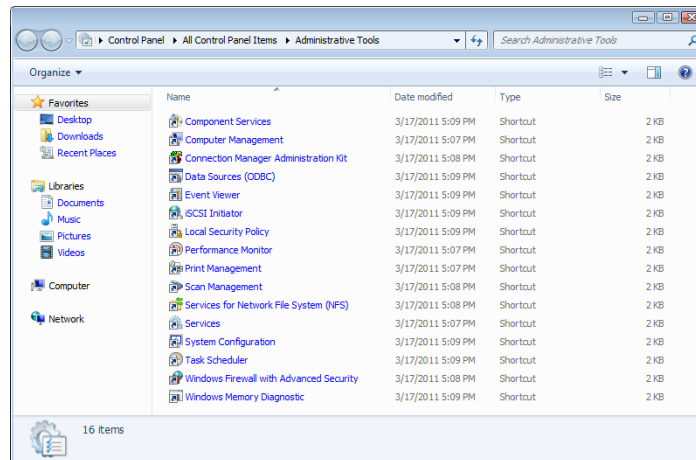 Control Panel All Control Panel Items Administrative Tools Search Administrative Tools
Organize
Favorites
Desktop
Downloads
Recent Places
Libraries
Documents
Music
Pictures
Videos
Computer
Network
Name Date modified Type Size
Component Services 3/17/2011 5:09 PM Shortcut 2 KB
Computer Management 3/17/2011 5:07 PM Shortcut 2 KB
Connection Manager Administration Kit 3/17/2011 5:08 PM Shortcut 2 KB
Data Sources (ODBC) 3/17/2011 5:09 PM Shortcut 2 KB
Event Viewer 3/17/2011 5:09 PM Shortcut 2 KB
iSCSI Initiator 3/17/2011 5:09 PM Shortcut 2 KB
Local Security Policy 3/17/2011 5:09 PM Shortcut 2 KB
Performance Monitor 3/17/2011 5:07 PM Shortcut 2 KB
Print Management 3/17/2011 5:07 PM Shortcut 2 KB
Scan Management 3/17/2011 5:08 PM Shortcut 2 KB
Services for Network File System (NFS) 3/17/2011 5:08 PM Shortcut 2 KB
Services 3/17/2011 5:07 PM Shortcut 2 KB
System Configuration 3/17/2011 5:09 PM Shortcut 2 KB
Task Scheduler 3/17/2011 5:09 PM Shortcut 2 KB
Windows Firewall with Advanced Security 3/17/2011 5:08 PM Shortcut 2 KB
Windows Memory Diagnostic 3/17/2011 5:09 PM Shortcut 2 KB
16 items